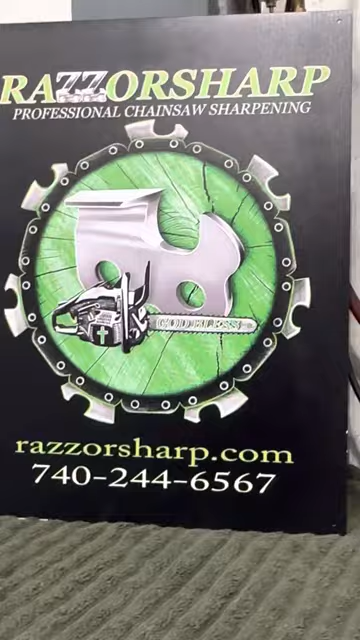 RAZZORSHARP
PROFESSIONAL CHAINSAW SHARPENING
GOD BLESS
razzorsharp.com
740-244-6567